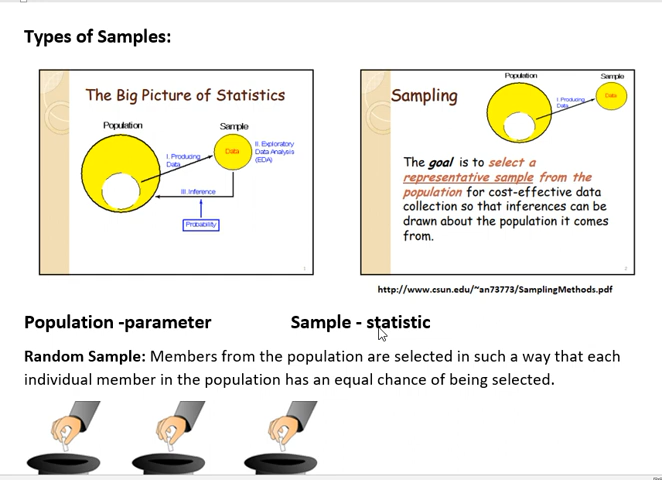 Types of Samples:
The Big Picture of Statistics
Population
Sample
I. Producing
Data
Data
II. Exploratory
Data Analysis
(EDA)
III. Inference
Probability
1
Sampling
Population
Sample
I. Producing
Data
Data
The goal is to select a
representative sample from the
population for cost-effective data
collection so that inferences can be
drawn about the population it comes
from.
2
http://www.csun.edu/~an73773/SamplingMethods.pdf
Population -parameter
Sample - statistic
Random Sample: Members from the population are selected in such a way that each
individual member in the population has an equal chance of being selected.